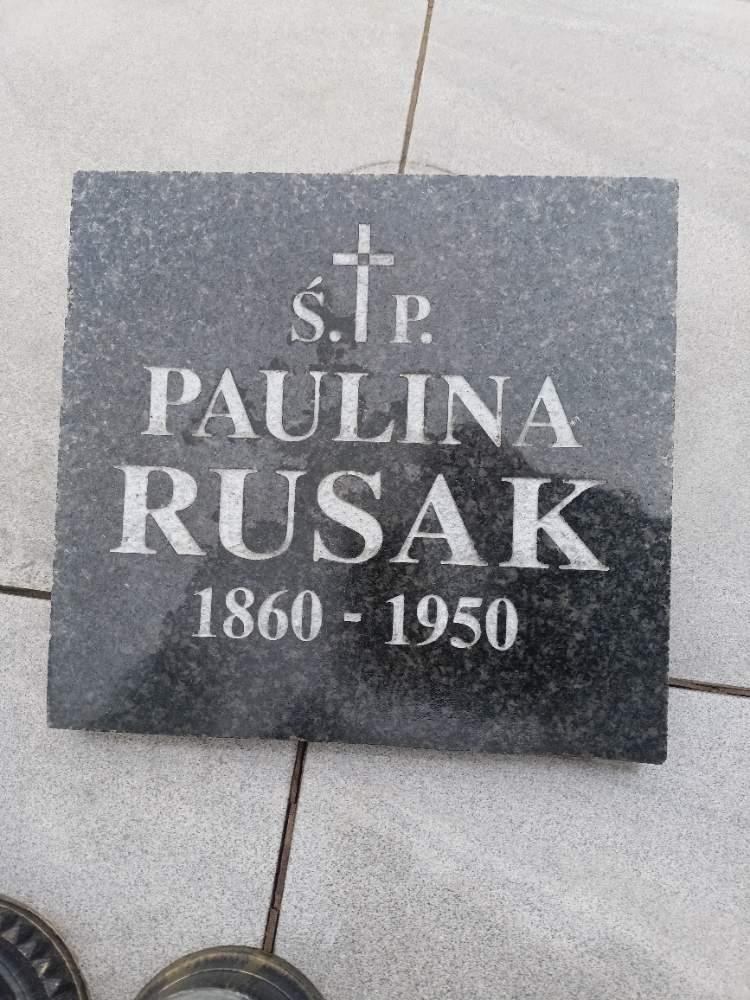 Ś. P.
PAULINA
RUSAK
1860 - 1950